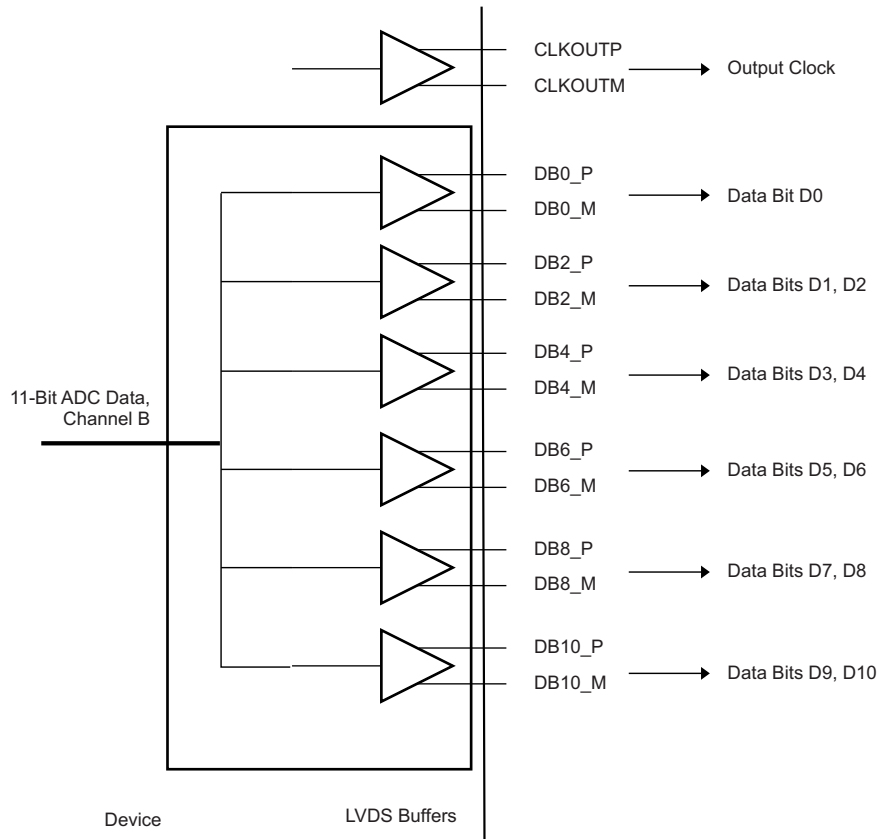 CLKOUTP
CLKOUTM
Output Clock
DB0_P
DB0_M
Data Bit D0
DB2_P
DB2_M
Data Bits D1, D2
DB4_P
DB4_M
Data Bits D3, D4
11-Bit ADC Data,
Channel B
DB6_P
DB6_M
Data Bits D5, D6
DB8_P
DB8_M
Data Bits D7, D8
DB10_P
DB10_M
Data Bits D9, D10
Device
LVDS Buffers